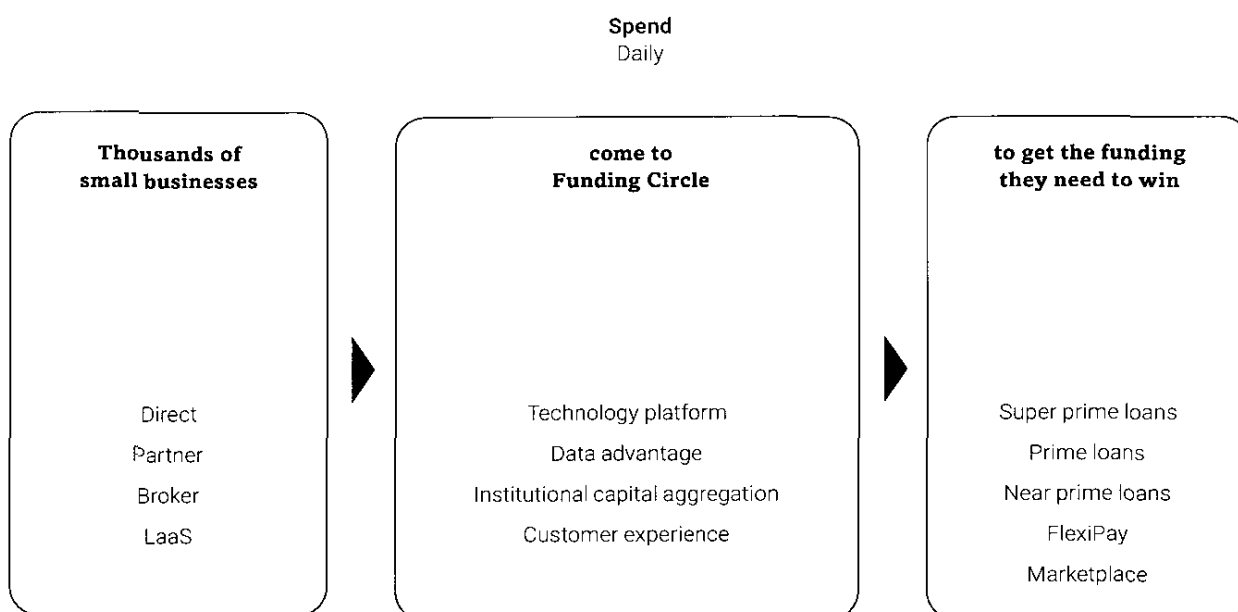 Spend
Daily
Thousands of
small businesses
Direct
Partner
Broker
LaaS
come to
Funding Circle
Technology platform
Data advantage
Institutional capital aggregation
Customer experience
to get the funding
they need to win
Super prime loans
Prime loans
Near prime loans
FlexiPay
Marketplace